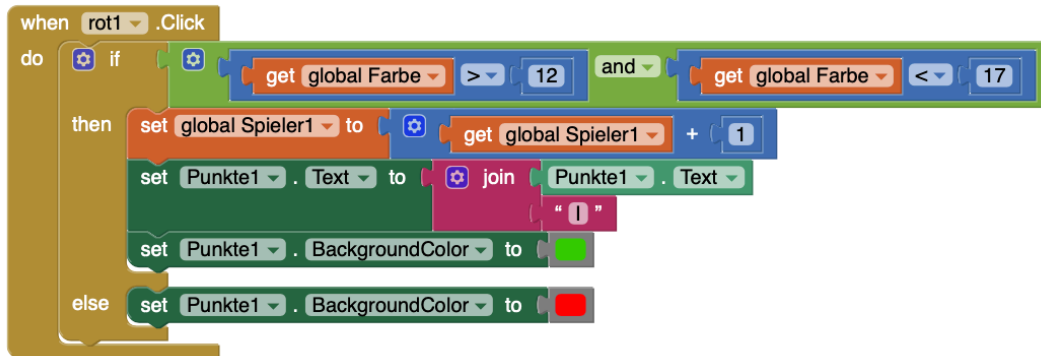 when rot1 .Click
do if get global Farbe > 12 and get global Farbe < 17
then set global Spieler1 to get global Spieler1 + 1
set Punkte1 . Text to join Punkte1 . Text
" I "
set Punkte1 . BackgroundColor to
else set Punkte1 . BackgroundColor to